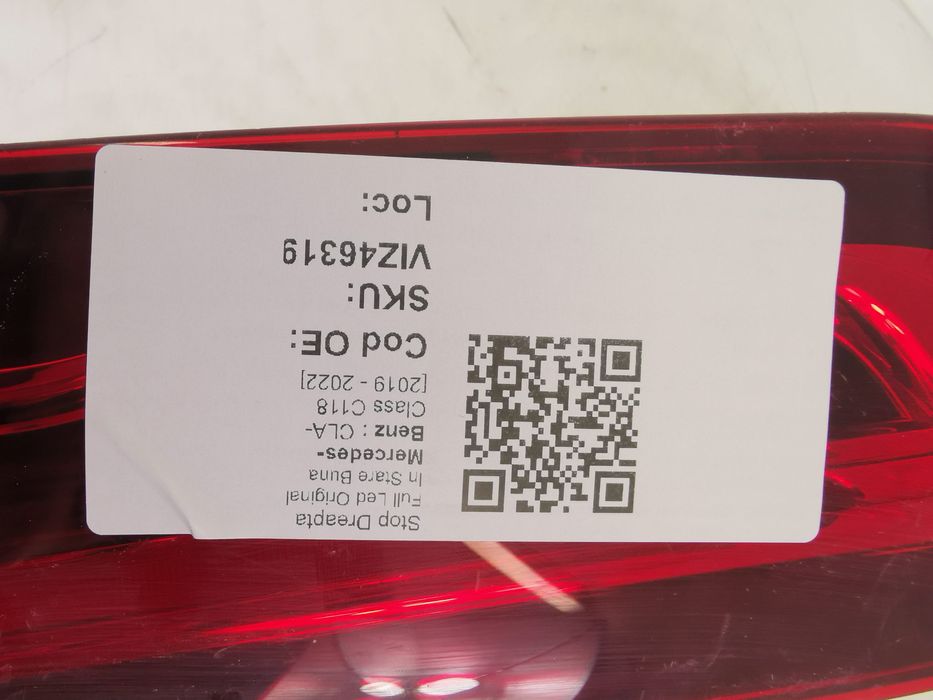 Stop Dreapta
Full Led Original
In Stare Buna
Mercedes-
Benz : CLA-
Class C118
[2019 - 2022]
Cod OE:
SKU:
VIZ46319
Loc: